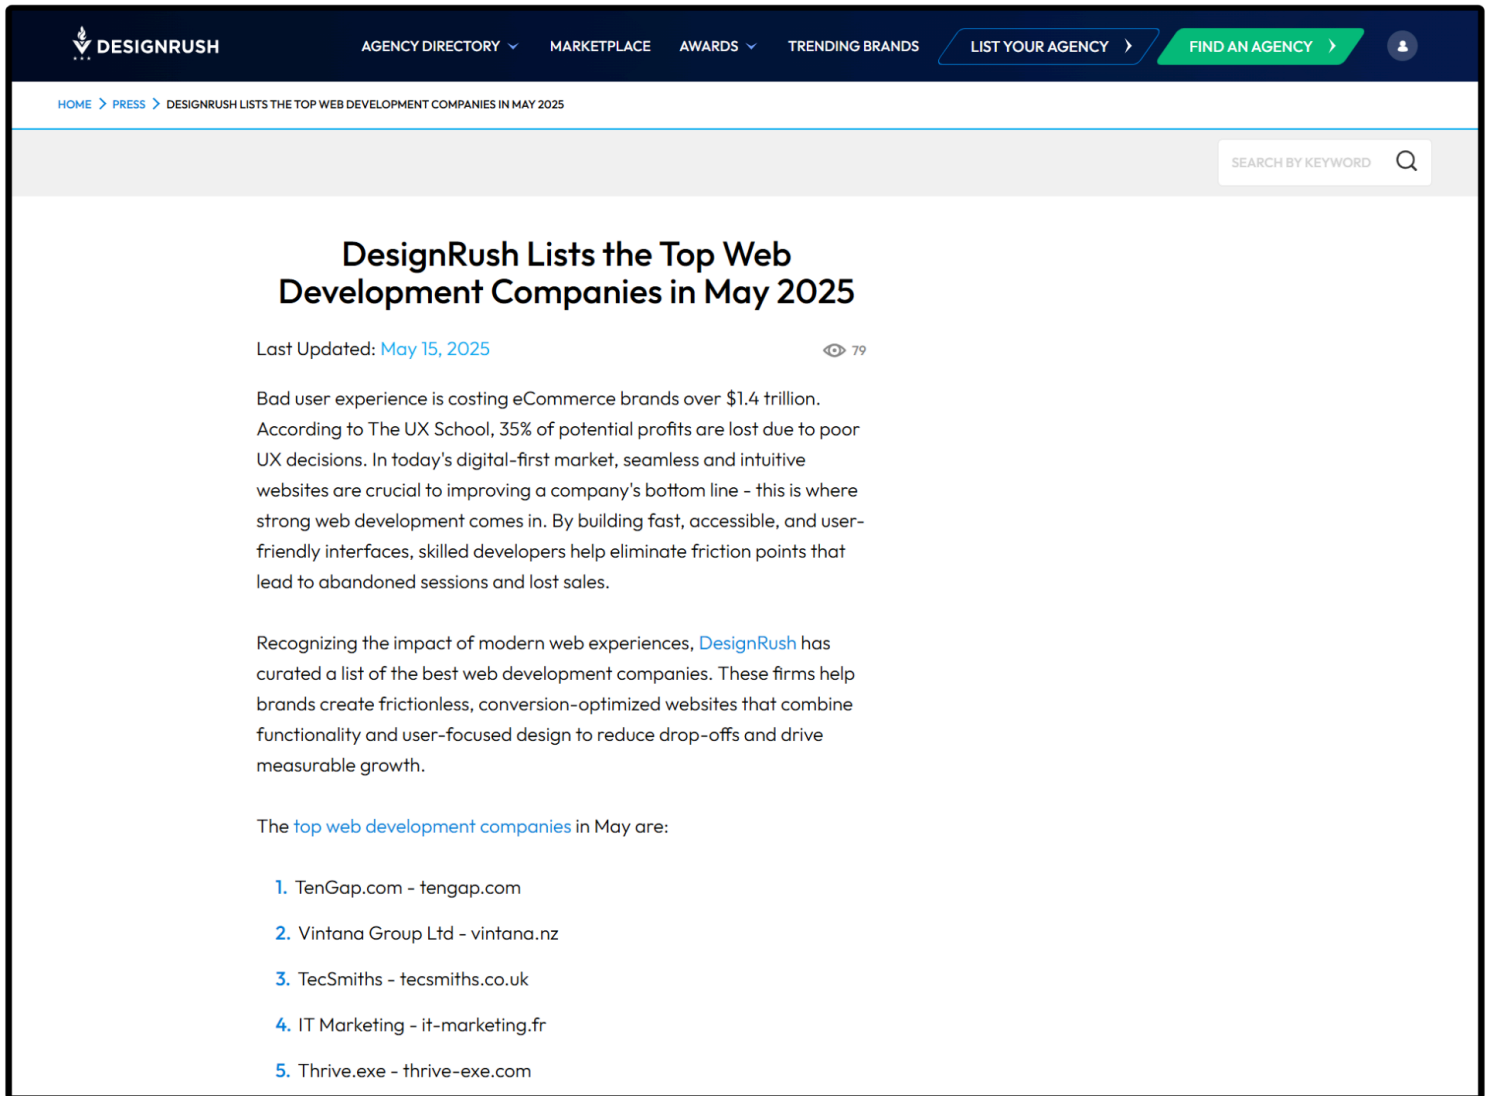 DESIGNRUSH
AGENCY DIRECTORY
MARKETPLACE
AWARDS
TRENDING BRANDS
LIST YOUR AGENCY
FIND AN AGENCY
HOME > PRESS > DESIGNRUSH LISTS THE TOP WEB DEVELOPMENT COMPANIES IN MAY 2025
SEARCH BY KEYWORD
DesignRush Lists the Top Web
Development Companies in May 2025
Last Updated: May 15, 2025
79
Bad user experience is costing eCommerce brands over $1.4 trillion.
According to The UX School, 35% of potential profits are lost due to poor
UX decisions. In today's digital-first market, seamless and intuitive
websites are crucial to improving a company's bottom line - this is where
strong web development comes in. By building fast, accessible, and user-
friendly interfaces, skilled developers help eliminate friction points that
lead to abandoned sessions and lost sales.
Recognizing the impact of modern web experiences, DesignRush has
curated a list of the best web development companies. These firms help
brands create frictionless, conversion-optimized websites that combine
functionality and user-focused design to reduce drop-offs and drive
measurable growth.
The top web development companies in May are:
1. TenGap.com - tengap.com
2. Vintana Group Ltd - vintana.nz
3. TecSmiths - tecsmiths.co.uk
4. IT Marketing - it-marketing.fr
5. Thrive.exe - thrive-exe.com